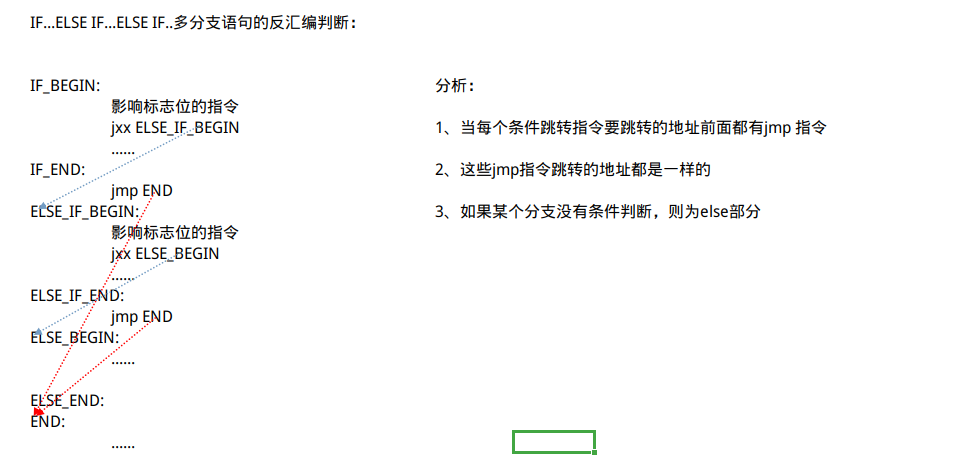 IF...ELSE IF...ELSE IF..多分支语句的反汇编判断：
IF_BEGIN:
影响标志位的指令
jxx ELSE_IF_BEGIN
......
IF_END:
jmp END
ELSE_IF_BEGIN:
影响标志位的指令
jxx ELSE_BEGIN
......
ELSE_IF_END:
jmp END
ELSE_BEGIN:
......
ELSE_END:
END:
......
分析：
1、当每个条件跳转指令要跳转的地址前面都有jmp 指令
2、这些jmp指令跳转的地址都是一样的
3、如果某个分支没有条件判断，则为else部分